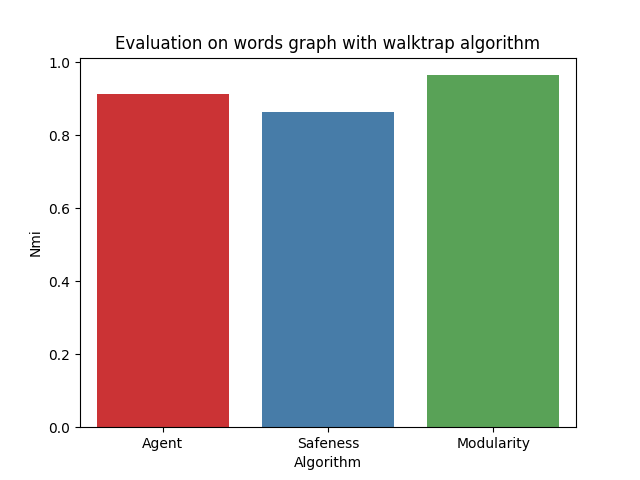 Evaluation on words graph with walktrap algorithm
1.0
0.8
0.6
0.4
0.2
0.0
Nmi
Agent
Safeness
Modularity
Algorithm